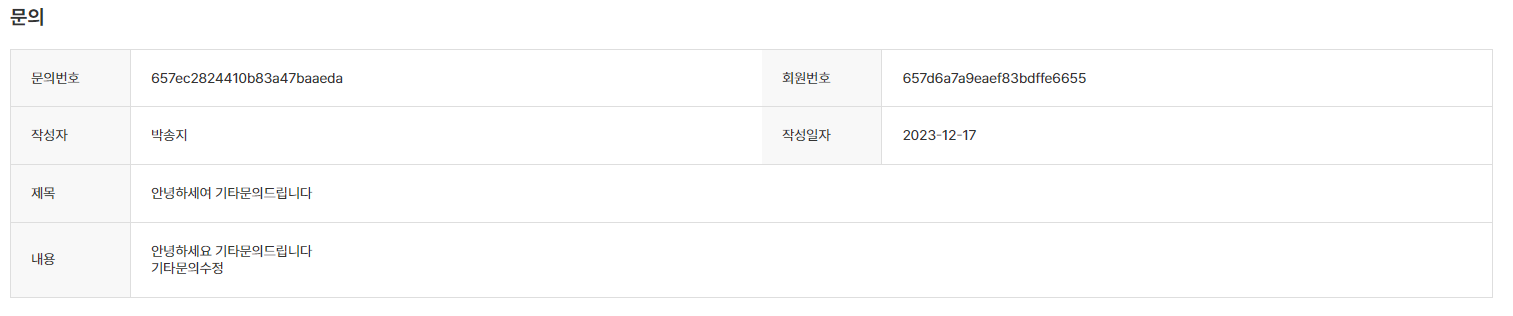 문의
문의번호 657ec2824410b83a47baaeda 회원번호 657d6a7a9eaef83bdffe6655
작성자 박송지 작성일자 2023-12-17
제목 안녕하세여 기타문의드립니다
내용 안녕하세요 기타문의드립니다
기타문의수정